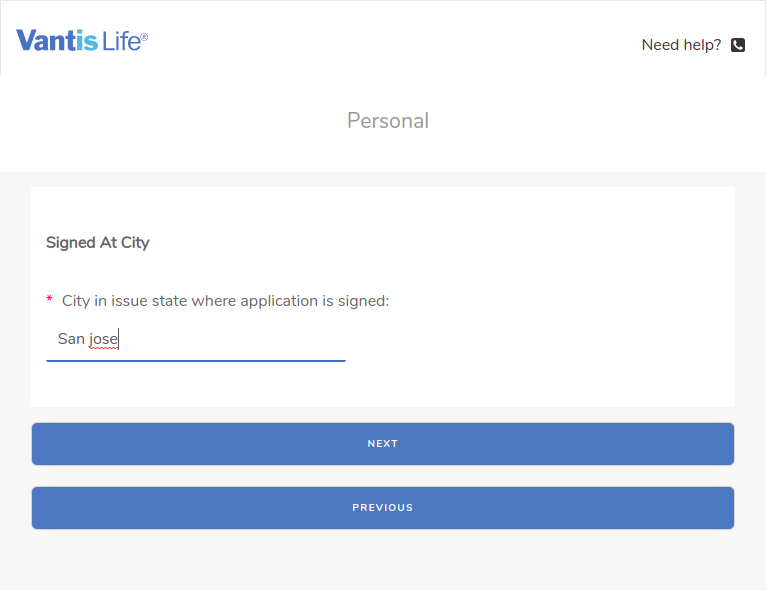 Vantis Life®
Need help?
Personal
Signed At City
* City in issue state where application is signed:
San jose
NEXT
PREVIOUS